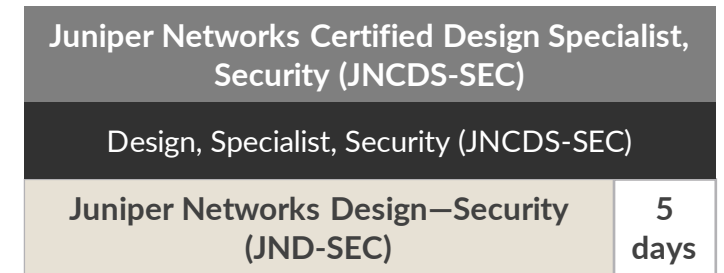 Juniper Networks Certified Design Specialist,
Security (JNCDS-SEC)
Design, Specialist, Security (JNCDS-SEC)
Juniper Networks Design—Security
(JND-SEC)
5
days